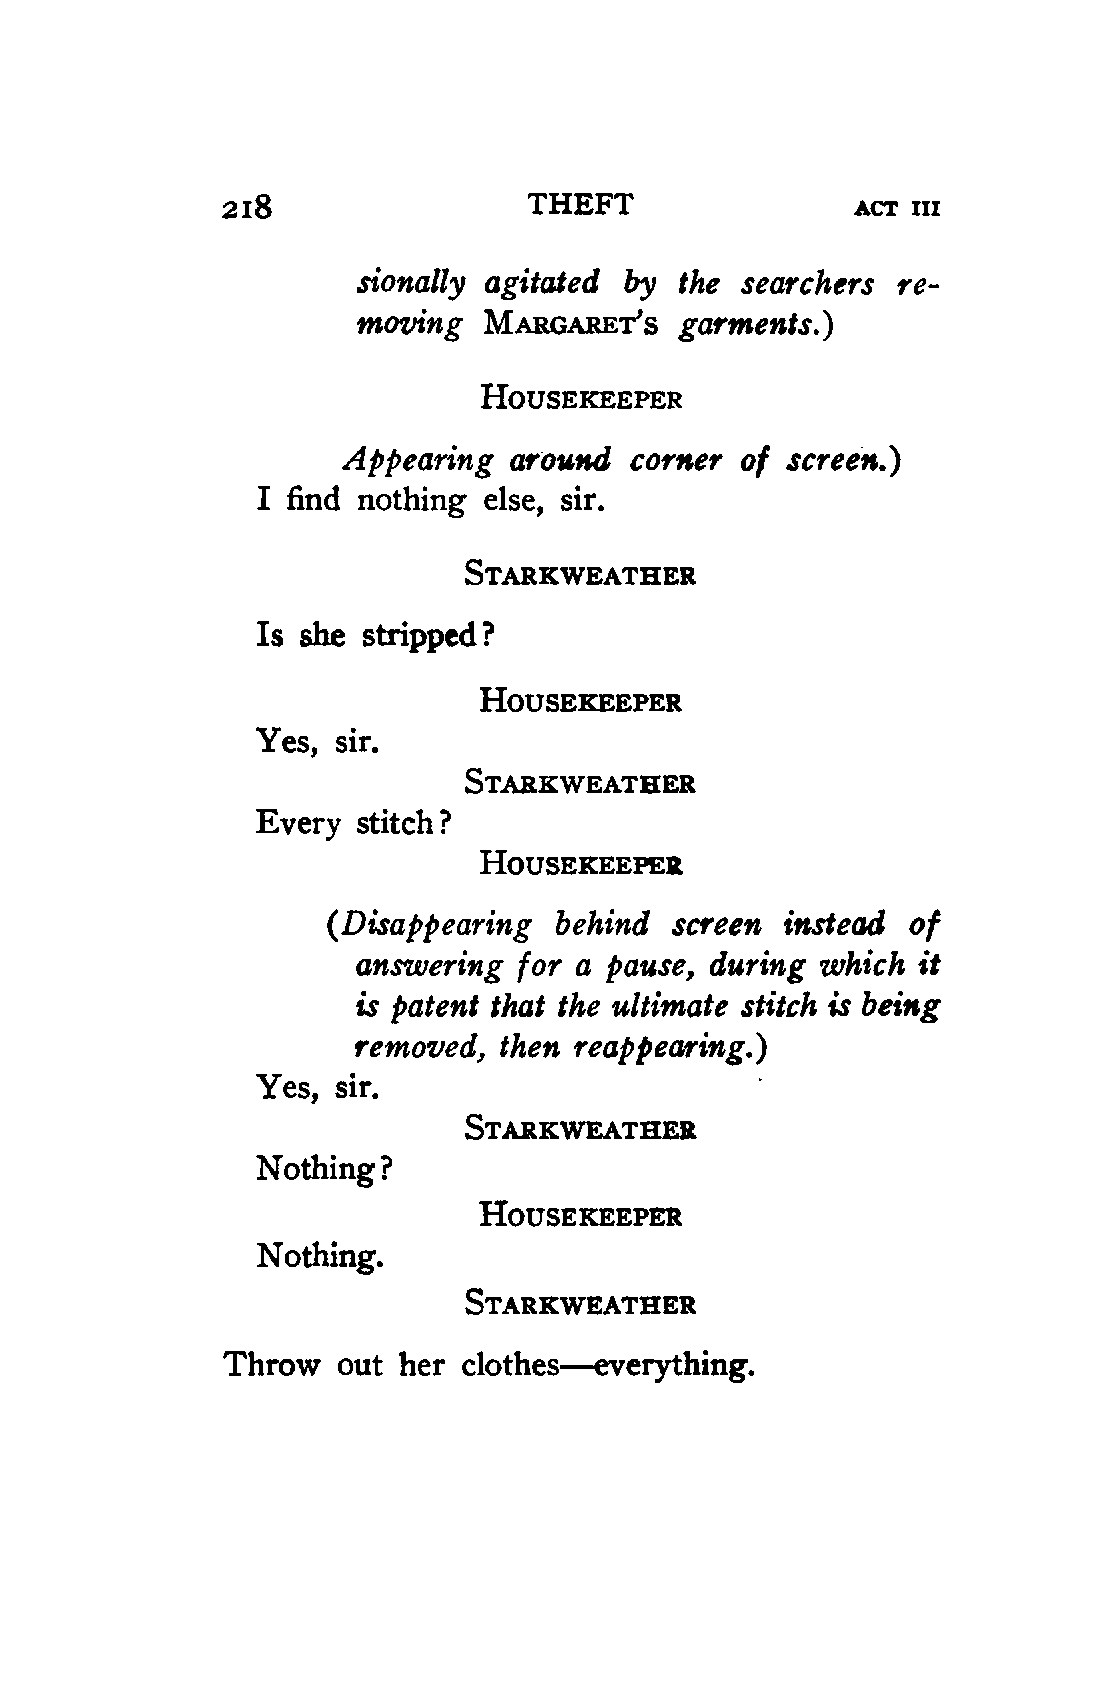 218 THEFT ACT III
sionally agitated by the searchers re-
moving MARGARET'S garments.)
HOUSEKEEPER
Appearing around corner of screen.)
I find nothing else, sir.
STARKWEATHER
Is she stripped?
HOUSEKEEPER
Yes, sir.
STARKWEATHER
Every stitch?
HOUSEKEEPER
(Disappearing behind screen instead of
answering for a pause, during which it
is patent that the ultimate stitch is being
removed, then reappearing.)
Yes, sir.
STARKWEATHER
Nothing?
HOUSEKEEPER
Nothing.
STARKWEATHER
Throw out her clothes—everything.